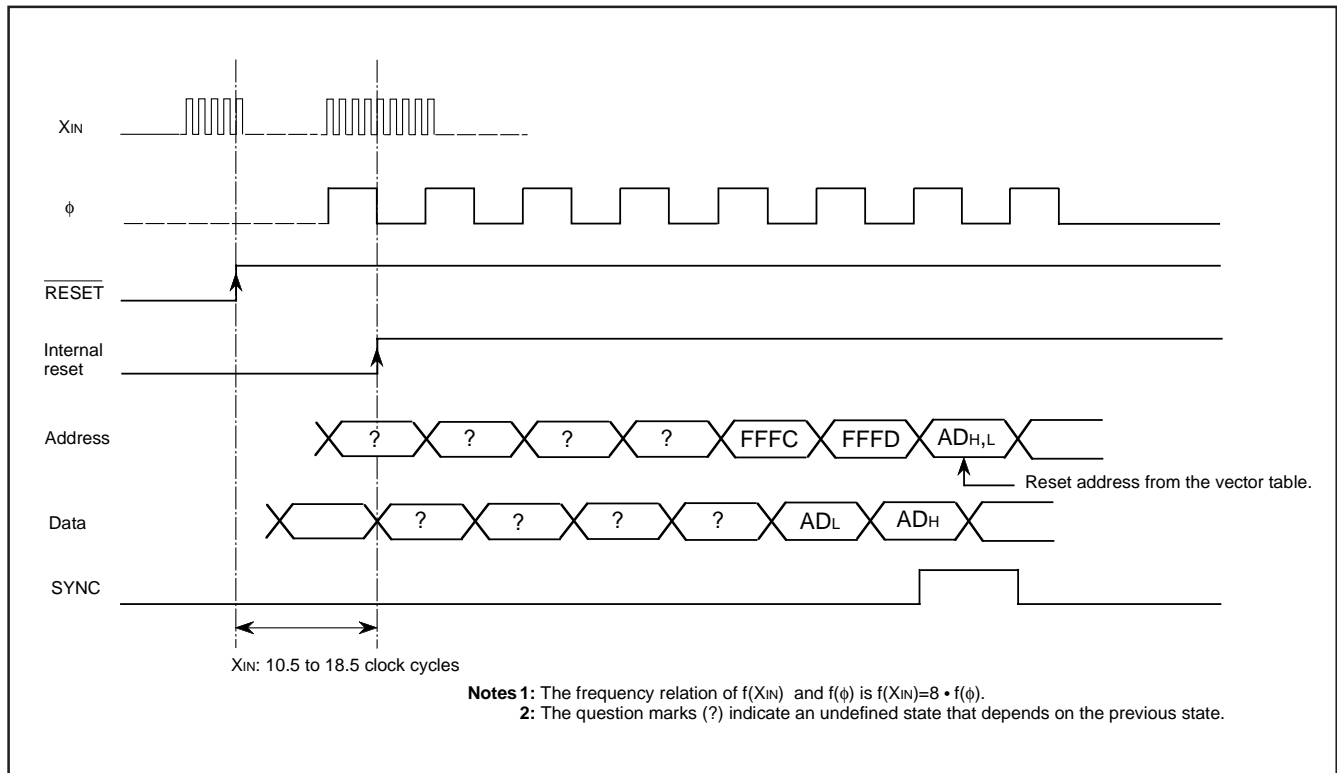 XIN
ϕ
RESET
Internal
reset
Address
? ? ? ? FFFC FFFD ADH,L
Reset address from the vector table.
Data
? ? ? ? ADL ADH
SYNC
XIN: 10.5 to 18.5 clock cycles
Notes 1: The frequency relation of f(XIN) and f(ϕ) is f(XIN)=8 • f(ϕ).
2: The question marks (?) indicate an undefined state that depends on the previous state.